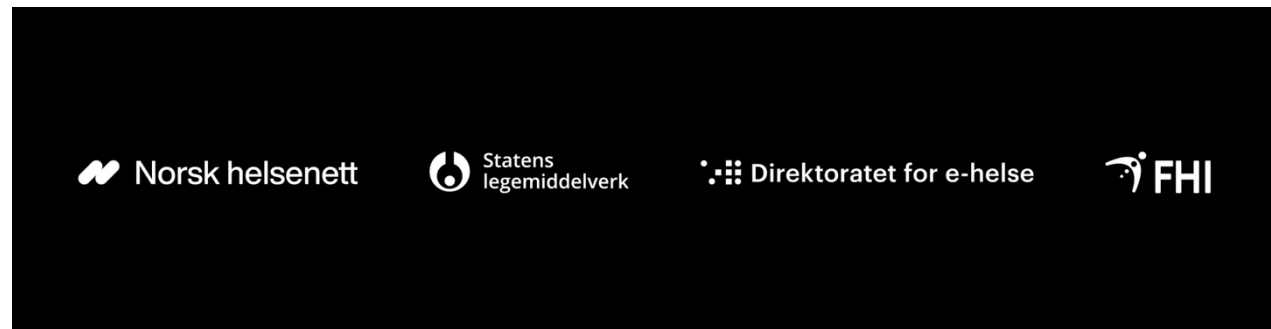 Norsk helsenett
Statens
legemiddelverk
Direktoratet for e-helse
FHI